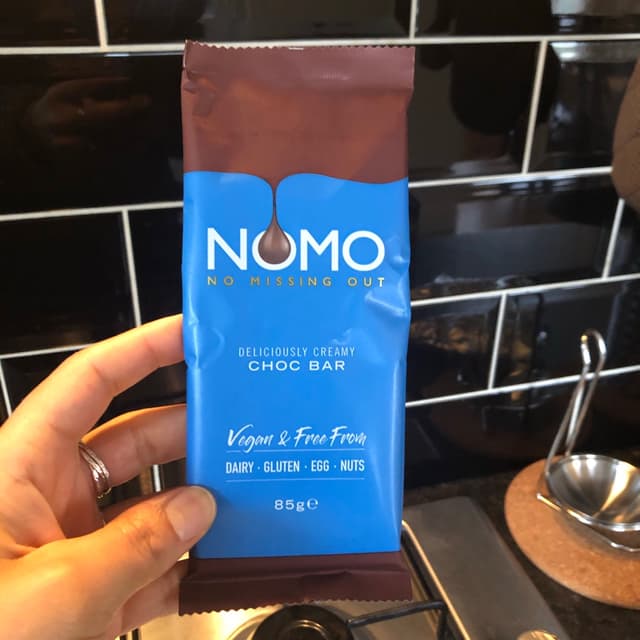 NOMO
NO MISSING OUT
DELICIOUSLY CREAMY
CHOC BAR
Vegan & Free From
DAIRY · GLUTEN · EGG · NUTS
85g℮